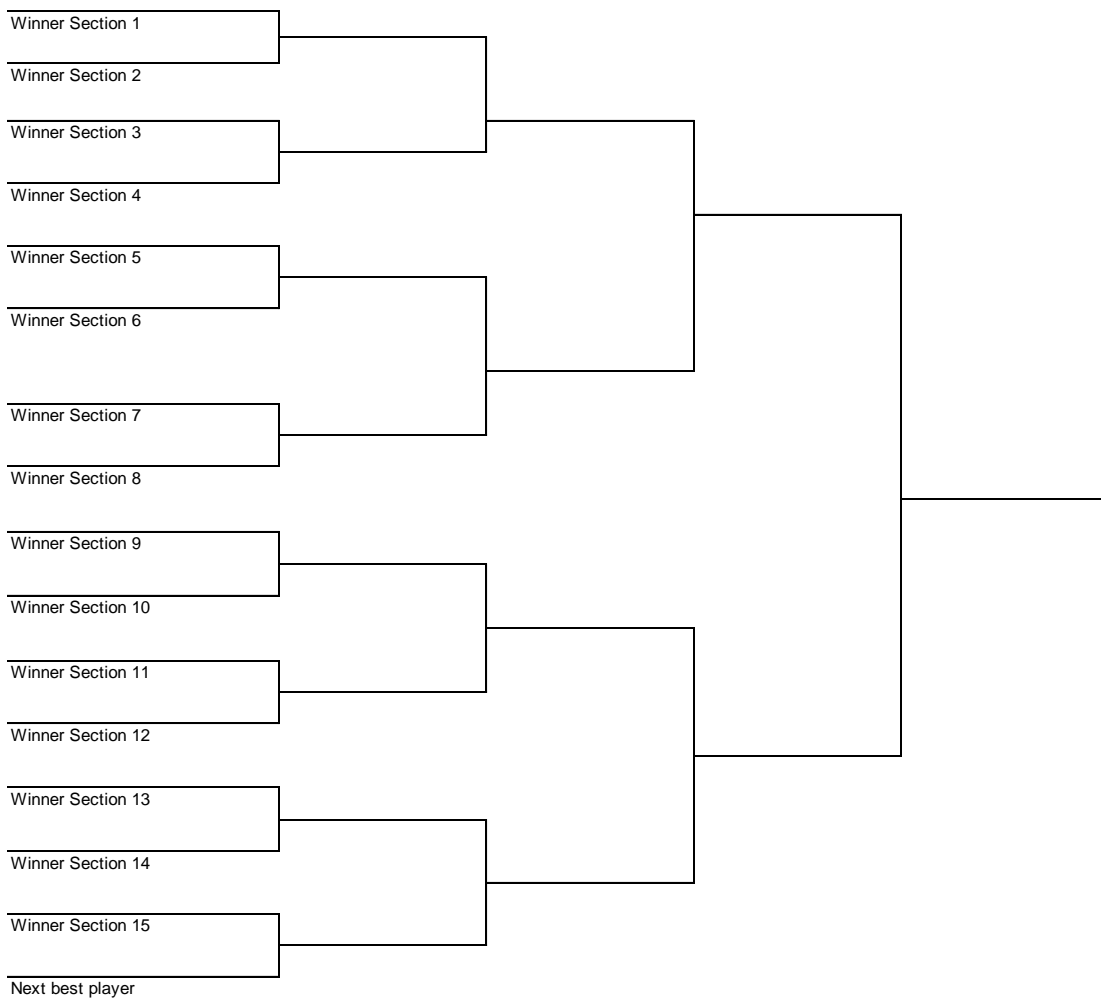 Winner Section 1
Winner Section 2
Winner Section 3
Winner Section 4
Winner Section 5
Winner Section 6
Winner Section 7
Winner Section 8
Winner Section 9
Winner Section 10
Winner Section 11
Winner Section 12
Winner Section 13
Winner Section 14
Winner Section 15
Next best player